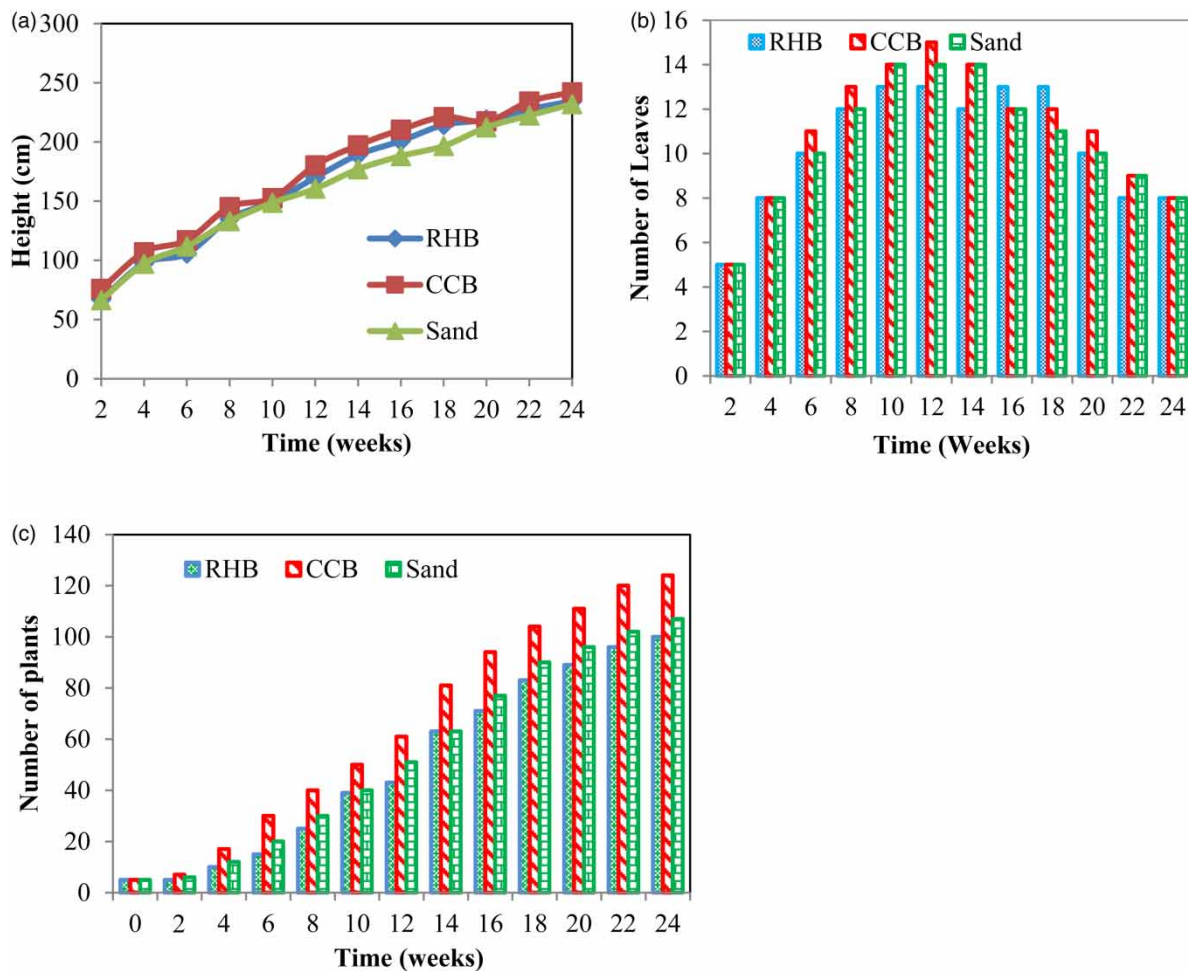 (a)
Height (cm)
300
250
200
150
100
50
0
RHB
CCB
Sand
2 4 6 8 10 12 14 16 18 20 22 24
Time (weeks)
(b)
Number of Leaves
16
14
12
10
8
6
4
2
0
RHB CCB Sand
2 4 6 8 10 12 14 16 18 20 22 24
Time (Weeks)
(c)
Number of plants
140
120
100
80
60
40
20
0
RHB CCB Sand
0 2 4 6 8 10 12 14 16 18 20 22 24
Time (weeks)